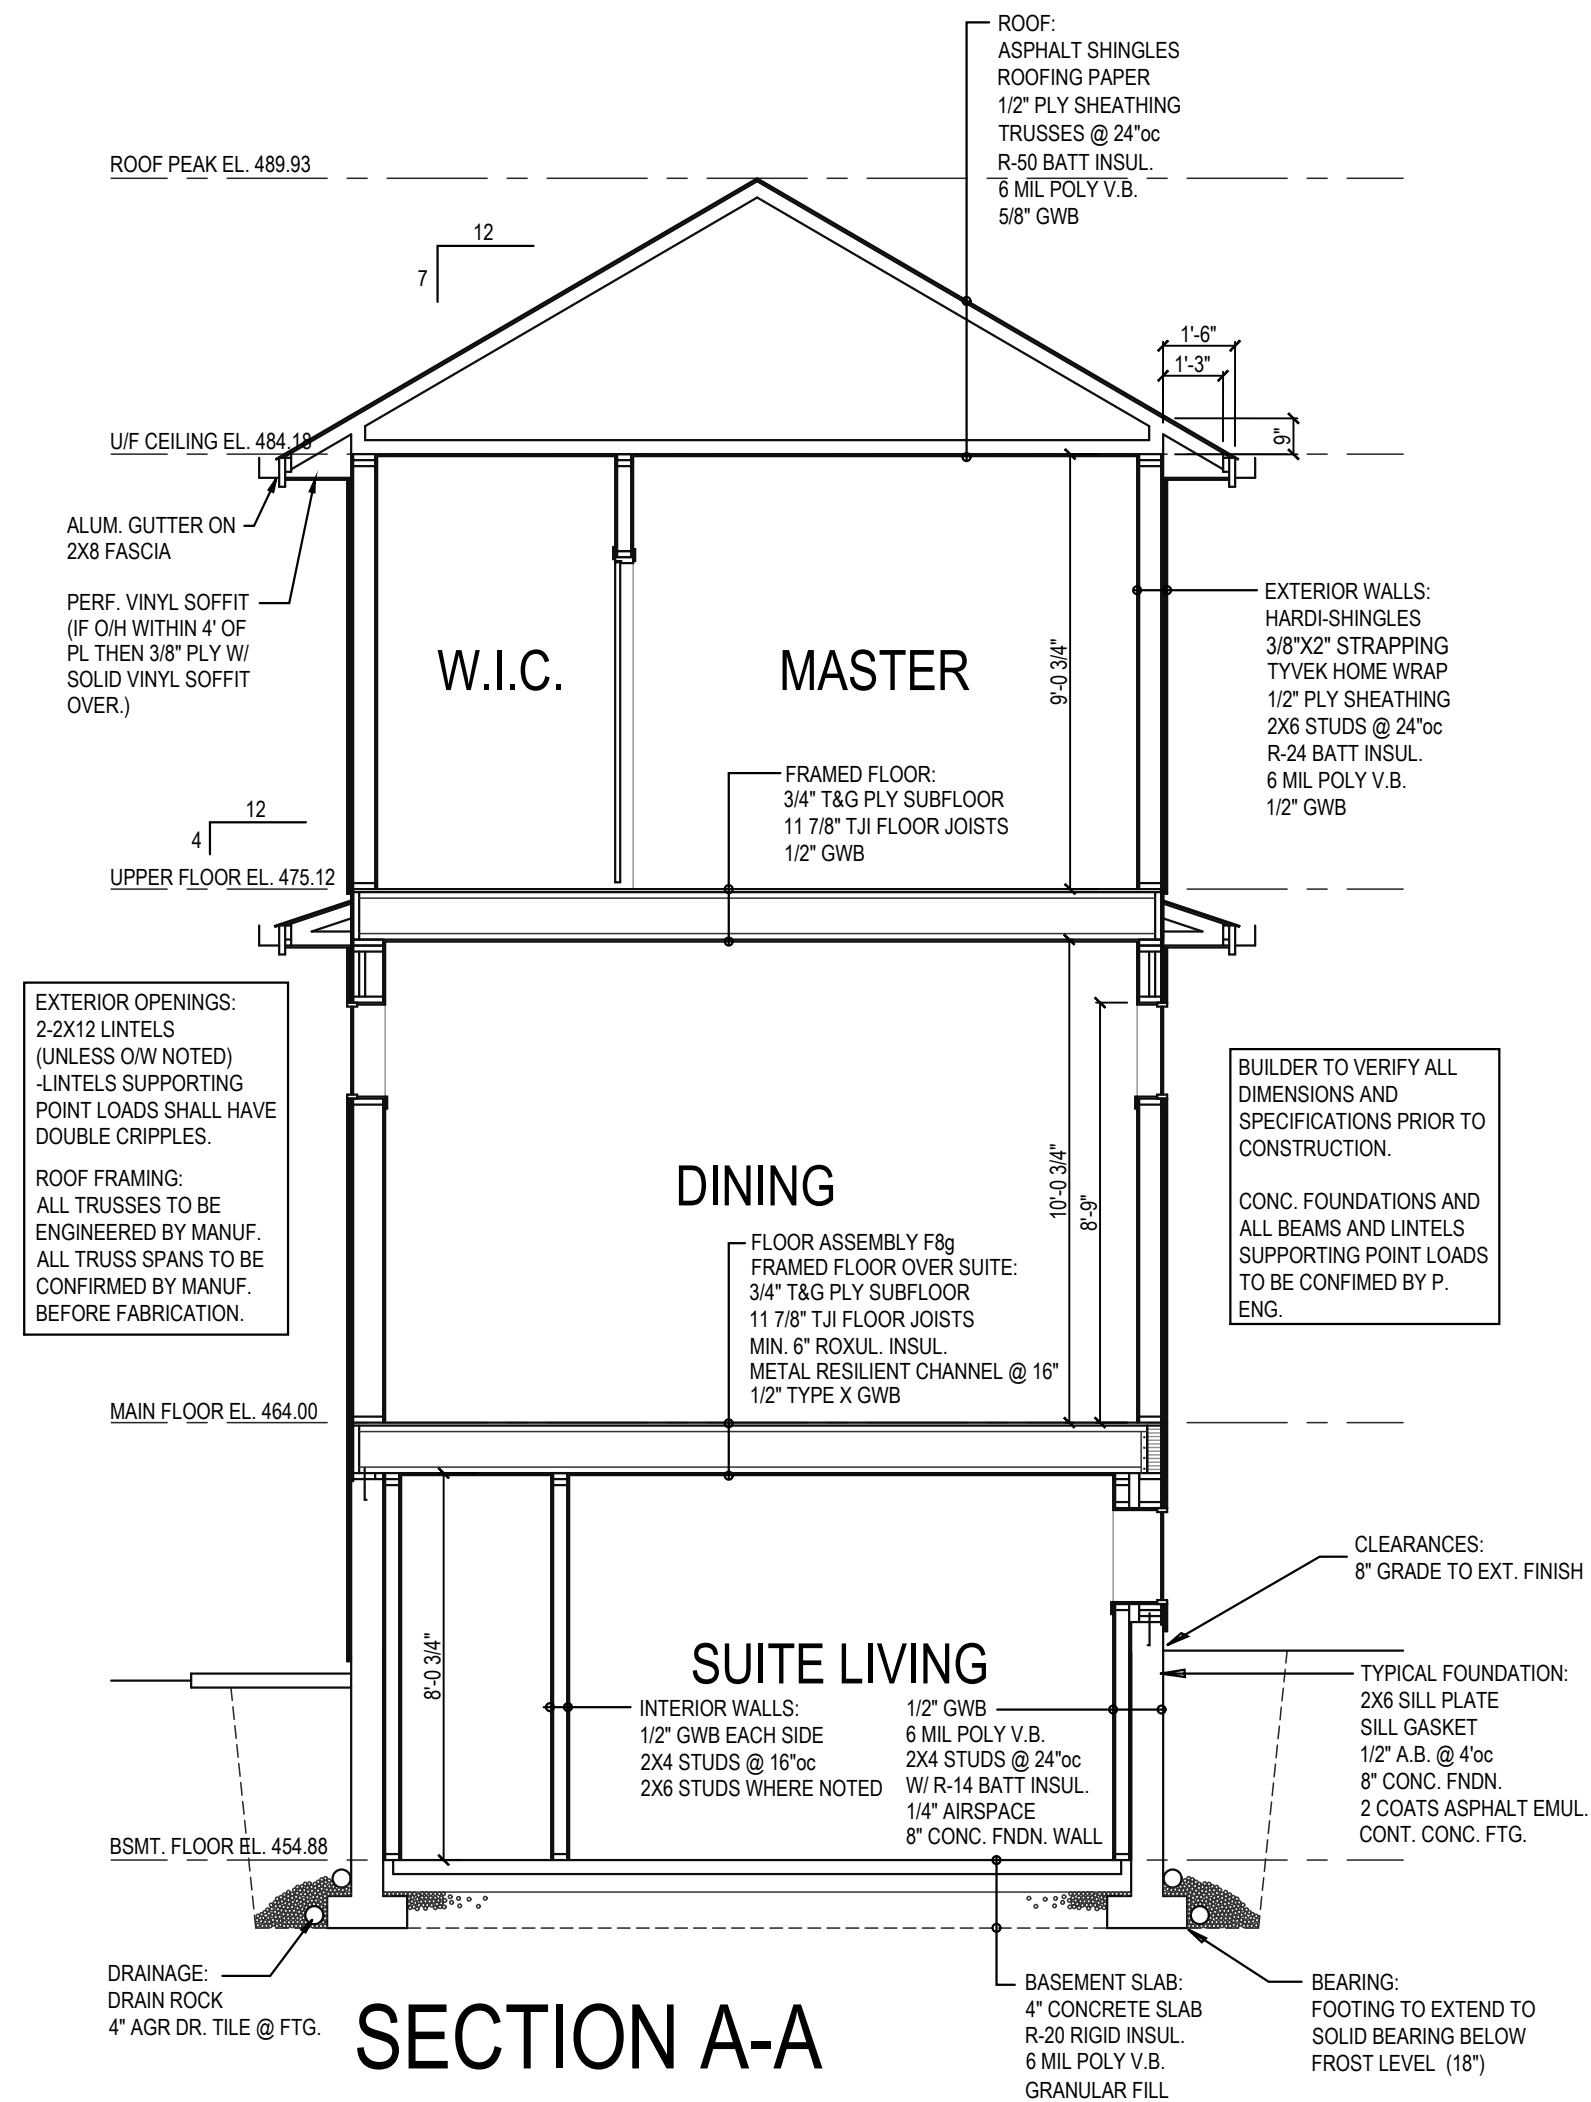 ROOF:
ASPHALT SHINGLES
ROOFING PAPER
1/2" PLY SHEATHING
TRUSSES @ 24"oc
R-50 BATT INSUL.
6 MIL POLY V.B.
5/8" GWB
ROOF PEAK EL. 489.93
12
7
1'-6"
1'-3"
9"
U/F CEILING EL. 484.18
ALUM. GUTTER ON
2X8 FASCIA
PERF. VINYL SOFFIT
(IF O/H WITHIN 4' OF
PL THEN 3/8" PLY W/
SOLID VINYL SOFFIT
OVER.)
W.I.C.
MASTER
9'-0 3/4"
EXTERIOR WALLS:
HARDI-SHINGLES
3/8"X2" STRAPPING
TYVEK HOME WRAP
1/2" PLY SHEATHING
2X6 STUDS @ 24"oc
R-24 BATT INSUL.
6 MIL POLY V.B.
1/2" GWB
FRAMED FLOOR:
3/4" T&G PLY SUBFLOOR
11 7/8" TJI FLOOR JOISTS
1/2" GWB
12
4
UPPER FLOOR EL. 475.12
EXTERIOR OPENINGS:
2-2X12 LINTELS
(UNLESS O/W NOTED)
-LINTELS SUPPORTING
POINT LOADS SHALL HAVE
DOUBLE CRIPPLES.
ROOF FRAMING:
ALL TRUSSES TO BE
ENGINEERED BY MANUF.
ALL TRUSS SPANS TO BE
CONFIRMED BY MANUF.
BEFORE FABRICATION.
BUILDER TO VERIFY ALL
DIMENSIONS AND
SPECIFICATIONS PRIOR TO
CONSTRUCTION.
CONC. FOUNDATIONS AND
ALL BEAMS AND LINTELS
SUPPORTING POINT LOADS
TO BE CONFIMED BY P.
ENG.
DINING
10'-0 3/4"
8'-9"
FLOOR ASSEMBLY F8g
FRAMED FLOOR OVER SUITE:
3/4" T&G PLY SUBFLOOR
11 7/8" TJI FLOOR JOISTS
MIN. 6" ROXUL. INSUL.
METAL RESILIENT CHANNEL @ 16"
1/2" TYPE X GWB
MAIN FLOOR EL. 464.00
CLEARANCES:
8" GRADE TO EXT. FINISH
8'-0 3/4"
SUITE LIVING
INTERIOR WALLS:
1/2" GWB EACH SIDE
2X4 STUDS @ 16"oc
2X6 STUDS WHERE NOTED
1/2" GWB
6 MIL POLY V.B.
2X4 STUDS @ 24"oc
W/ R-14 BATT INSUL.
1/4" AIRSPACE
8" CONC. FNDN. WALL
TYPICAL FOUNDATION:
2X6 SILL PLATE
SILL GASKET
1/2" A.B. @ 4'oc
8" CONC. FNDN.
2 COATS ASPHALT EMUL.
CONT. CONC. FTG.
BSMT. FLOOR EL. 454.88
DRAINAGE:
DRAIN ROCK
4" AGR DR. TILE @ FTG.
SECTION A-A
BASEMENT SLAB:
4" CONCRETE SLAB
R-20 RIGID INSUL.
6 MIL POLY V.B.
GRANULAR FILL
BEARING:
FOOTING TO EXTEND TO
SOLID BEARING BELOW
FROST LEVEL (18")